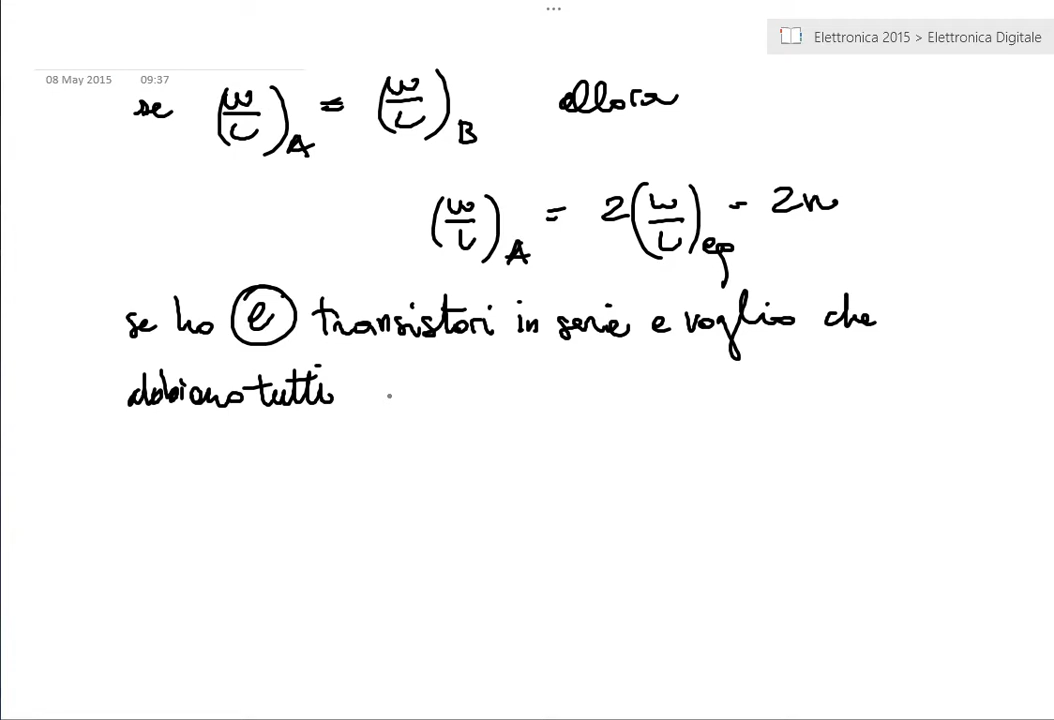 Elettronica 2015 > Elettronica Digitale
08 May 2015 09:37
se (W/L)A = (W/L)B allora
(W/L)A = 2(W/L)eq = 2n
se ho ℓ transistori in serie e voglio che
abbiano tutti